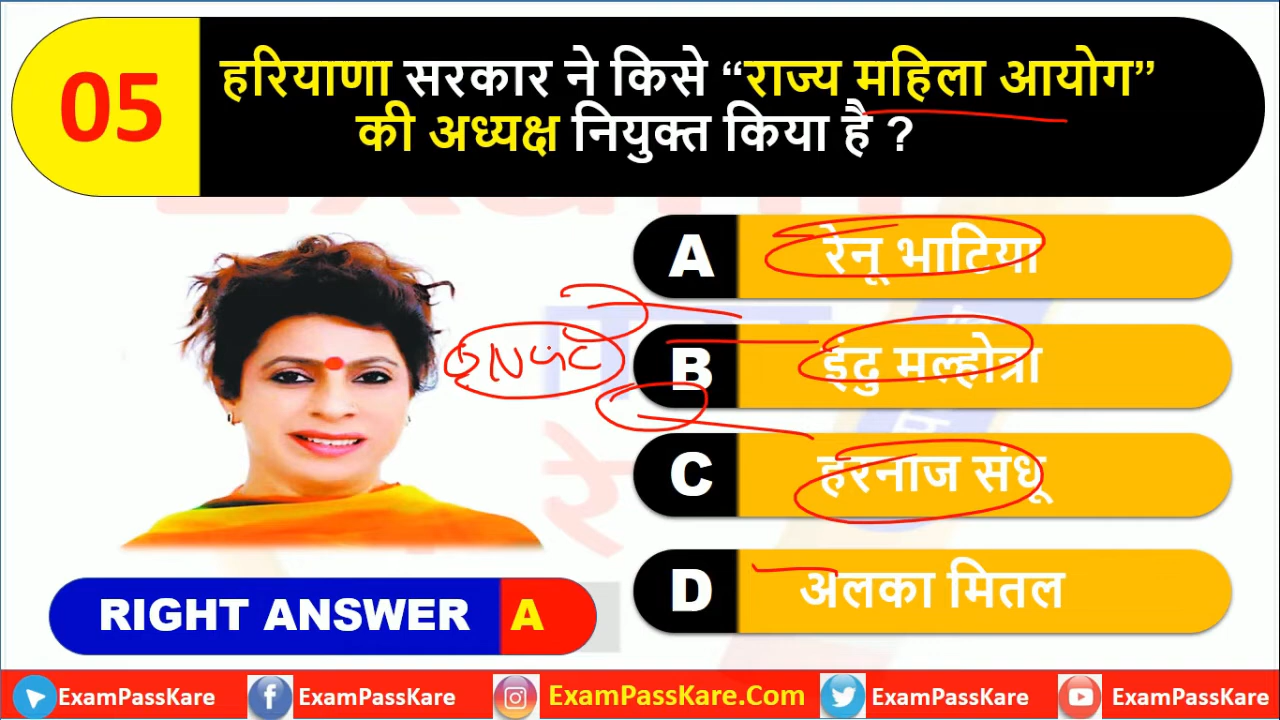 05
हरियाणा सरकार ने किसे “राज्य महिला आयोग”
की अध्यक्ष नियुक्त किया है ?
A रेनू भाटिया
B इंदु मल्होत्रा
C हरनाज संधू
D अलका मितल
RIGHT ANSWER A
ExamPassKare ExamPassKare ExamPassKare.Com ExamPassKare ExamPassKare